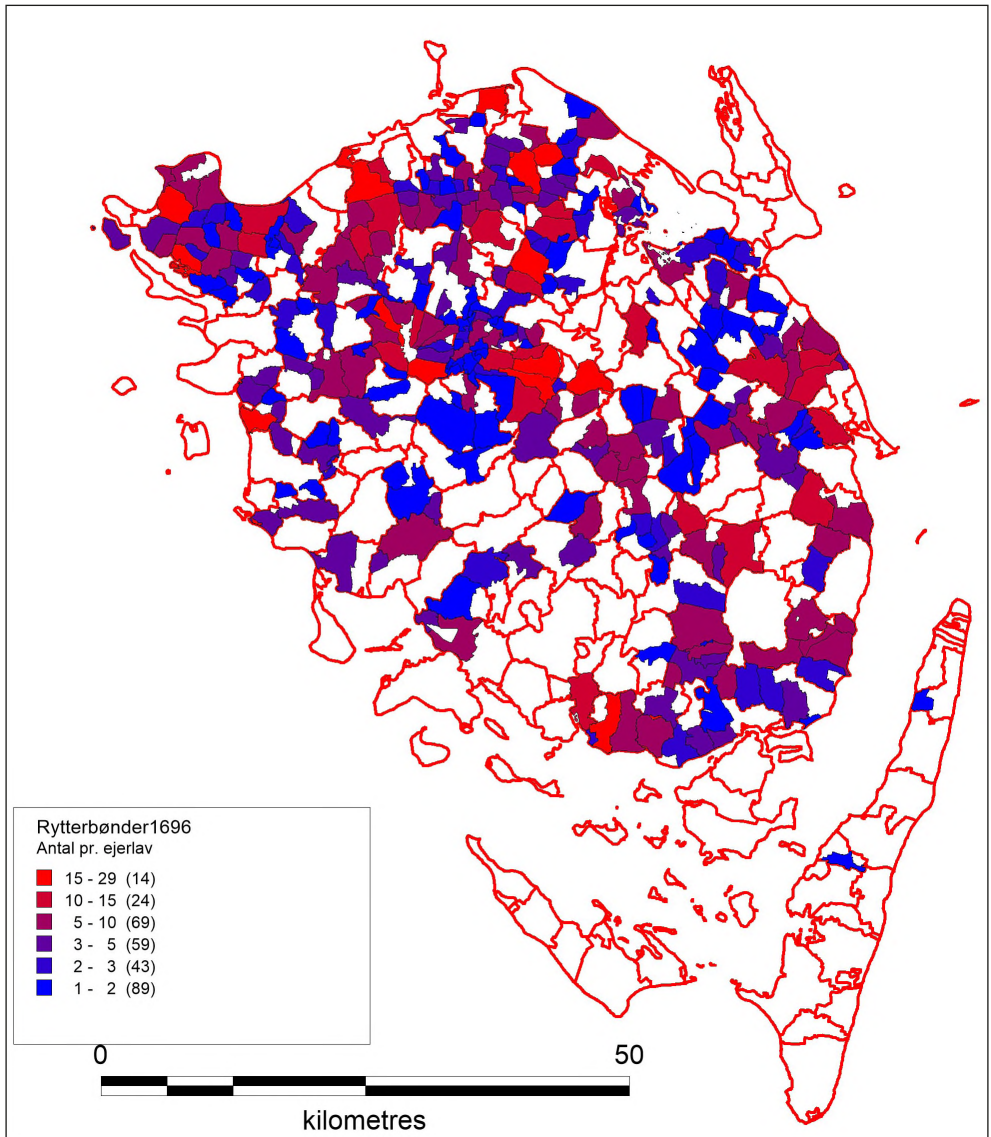 Rytterbønder1696
Antal pr. ejerlav
15 - 29 (14)
10 - 15 (24)
5 - 10 (69)
3 - 5 (59)
2 - 3 (43)
1 - 2 (89)
0 50
kilometres